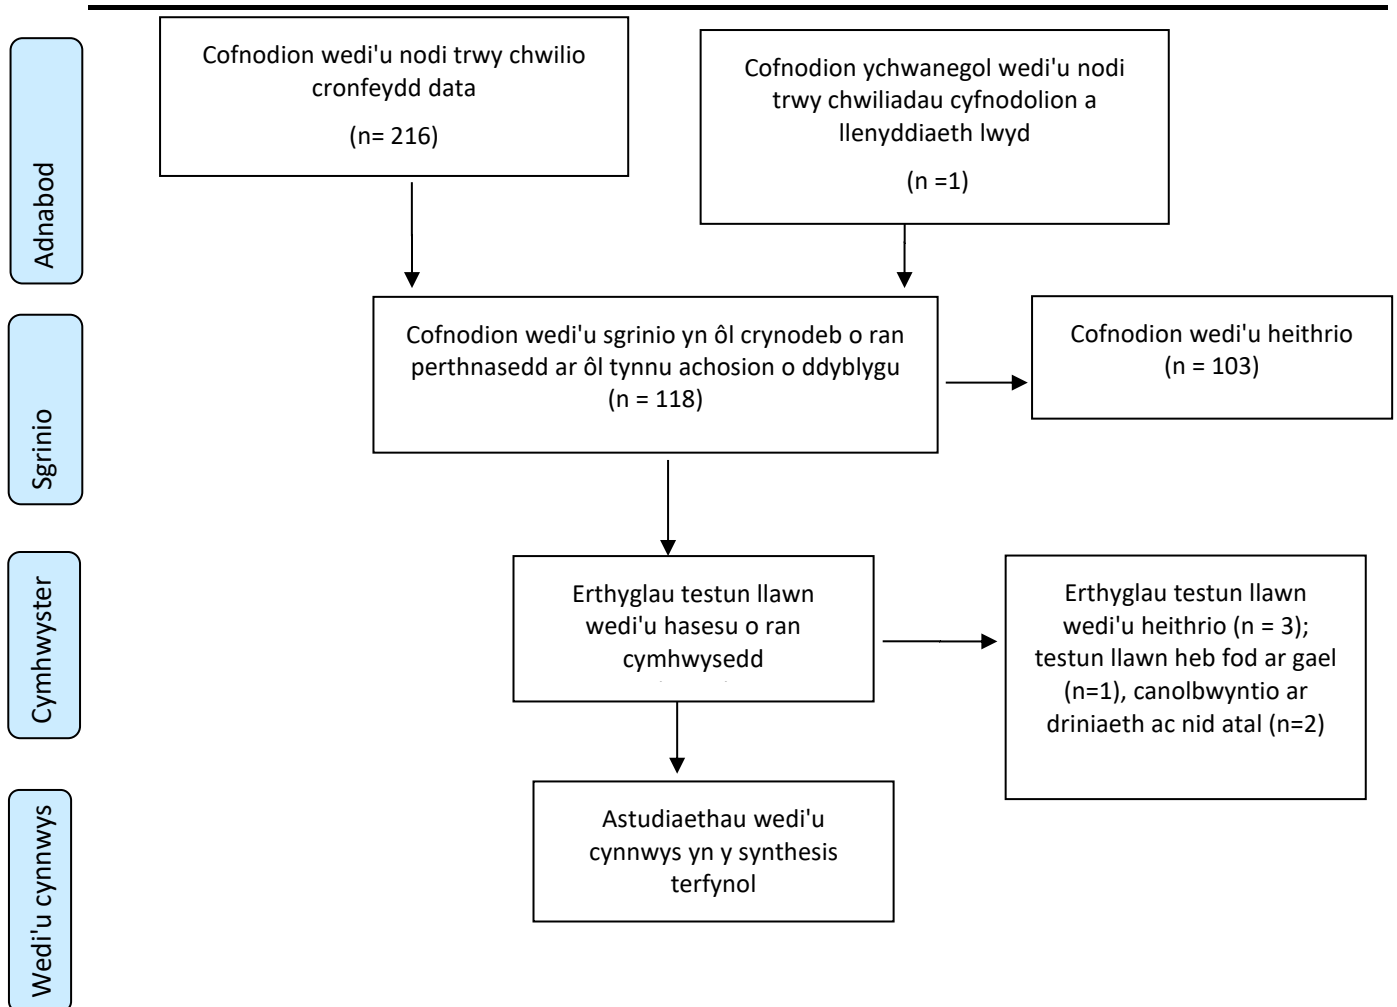 Adnabod
Cofnodion wedi'u nodi trwy chwilio
cronfeydd data
(n= 216)
Cofnodion ychwanegol wedi'u nodi
trwy chwiliadau cyfnodolion a
llenyddiaeth lwyd
(n =1)
Sgrinio
Cofnodion wedi'u sgrinio yn ôl crynodeb o ran
perthnasedd ar ôl tynnu achosion o ddyblygu
(n = 118)
Cofnodion wedi'u heithrio
(n = 103)
Cymhwyster
Erthyglau testun llawn
wedi'u hasesu o ran
cymhwysedd
Erthyglau testun llawn
wedi'u heithrio (n = 3);
testun llawn heb fod ar gael
(n=1), canolbwyntio ar
driniaeth ac nid atal (n=2)
Wedi'u cynnwys
Astudiaethau wedi'u
cynnwys yn y synthesis
terfynol